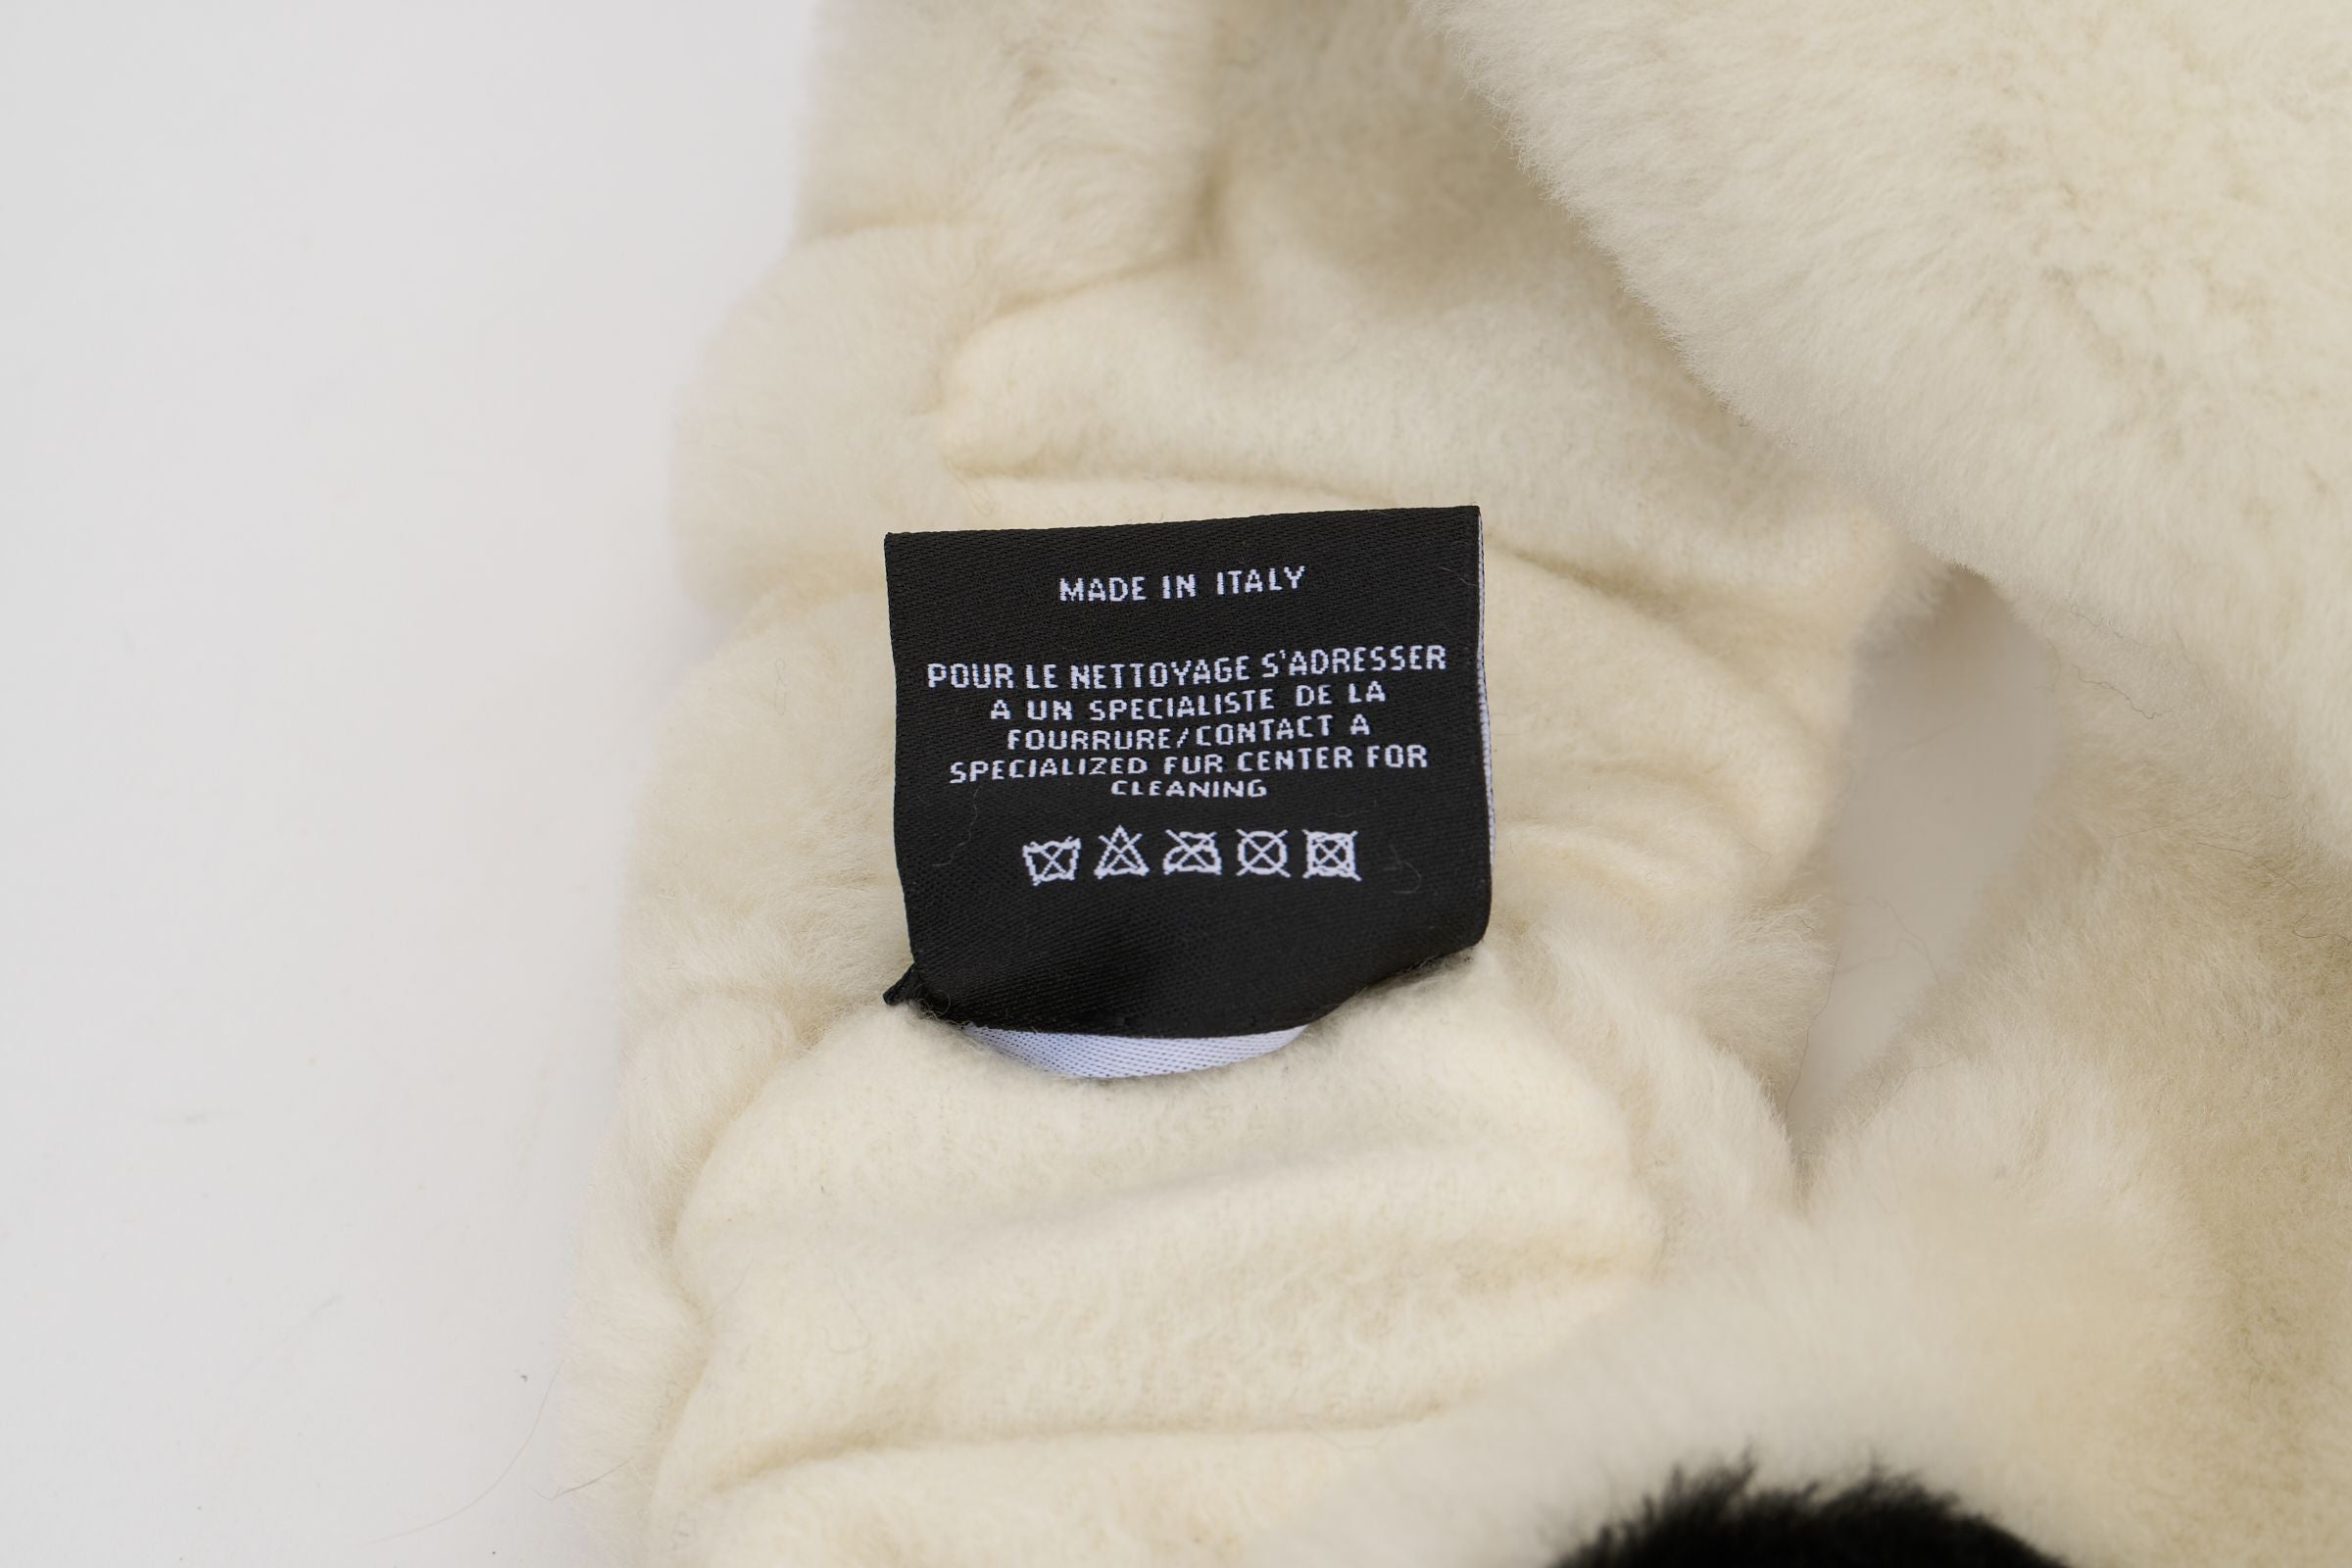 MADE IN ITALY
POUR LE NETTOYAGE S'ADRESSER
A UN SPECIALISTE DE LA
FOURRURE/CONTACT A
SPECIALIZED FUR CENTER FOR
CLEANING